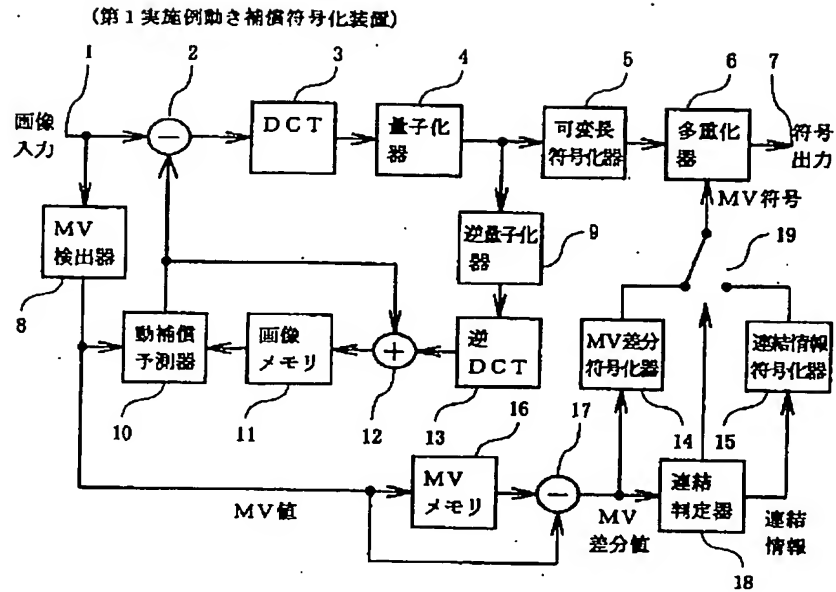 (第1実施例動き補償符号化装置)
1
2
3
4
5
6
7
画像
入力
−
DCT
量子化
器
可変長
符号化器
多重化
器
符号
出力
MV符号
MV
検出器
8
逆量子化
器
9
19
動補償
予測器
10
画像
メモリ
11
+
12
逆
DCT
13
MV差分
符号化器
14
連結情報
符号化器
15
16
17
MV値
MV
メモリ
−
MV
差分値
連結
判定器
18
連結
情報